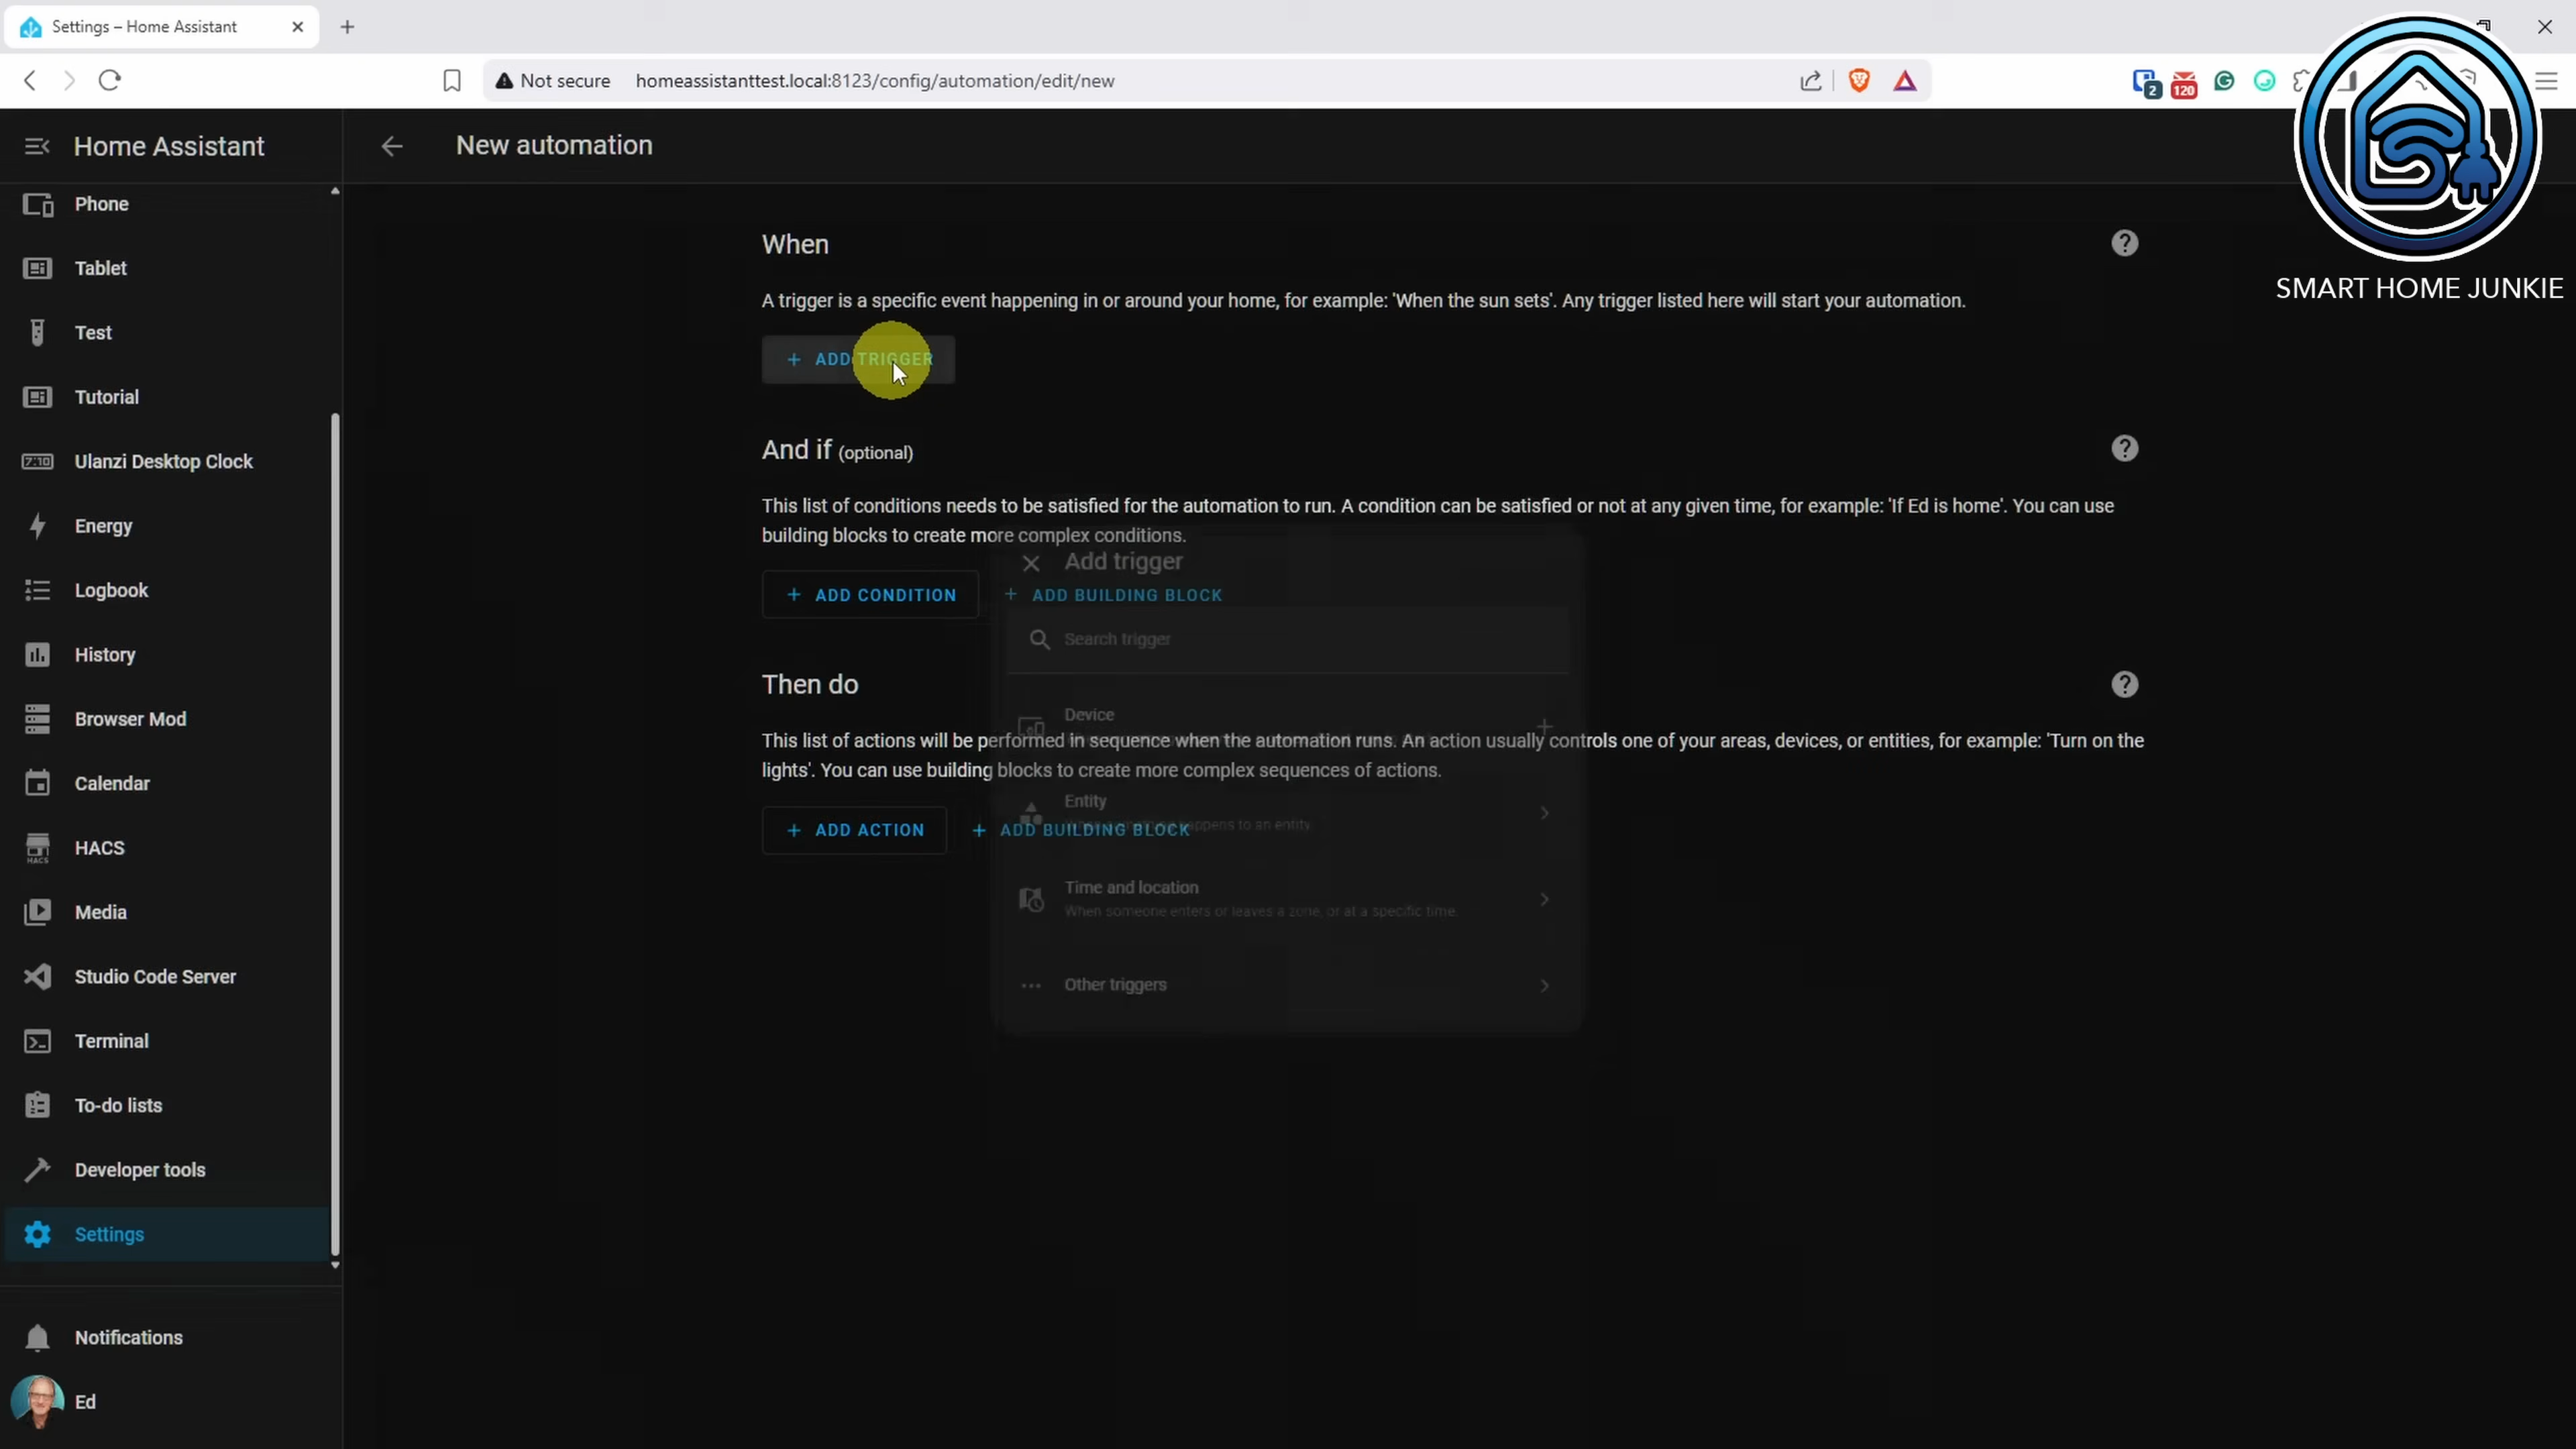 Settings – Home Assistant
Not secure
homeassistanttest.local:8123/config/automation/edit/new
2
120
SMART HOME JUNKIE
Home Assistant
Phone
Tablet
Test
Tutorial
7:10
Ulanzi Desktop Clock
Energy
Logbook
History
Browser Mod
Calendar
HACS
HACS
Media
Studio Code Server
Terminal
To-do lists
Developer tools
Settings
Notifications
Ed
New automation
When
A trigger is a specific event happening in or around your home, for example: 'When the sun sets'. Any trigger listed here will start your automation.
+ ADD TRIGGER
And if (optional)
This list of conditions needs to be satisfied for the automation to run. A condition can be satisfied or not at any given time, for example: 'If Ed is home'. You can use
building blocks to create more complex conditions.
+ ADD CONDITION
+ ADD BUILDING BLOCK
Then do
This list of actions will be performed in sequence when the automation runs. An action usually controls one of your areas, devices, or entities, for example: 'Turn on the
lights'. You can use building blocks to create more complex sequences of actions.
+ ADD ACTION
+ ADD BUILDING BLOCK
Add trigger
Search trigger
Device
Entity
happens to an entity.
Time and location
When someone enters or leaves a zone, or at a specific time.
Other triggers